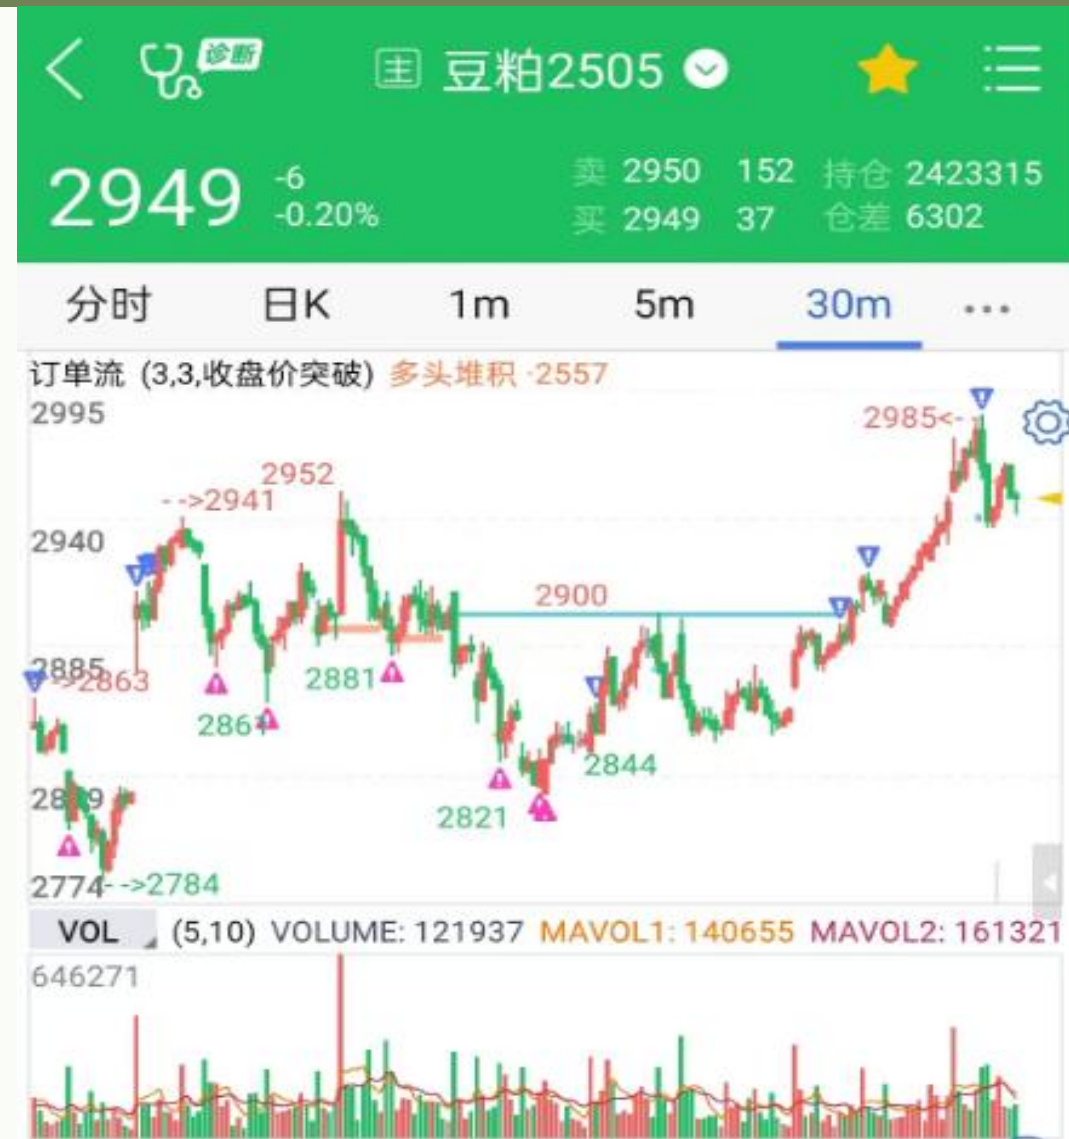 诊断
主 豆粕2505
2949 -6 卖 2950 152 持仓 2423315
-0.20% 买 2949 37 仓差 6302
分时 日K 1m 5m 30m ...
订单流 (3,3,收盘价突破) 多头堆积 -2557
2995
2985<--
2952
-->2941
2940
2900
2885
->2863
2881
2861
2844
2821
2774
-->2784
VOL (5,10) VOLUME: 121937 MAVOL1: 140655 MAVOL2: 161321
646271